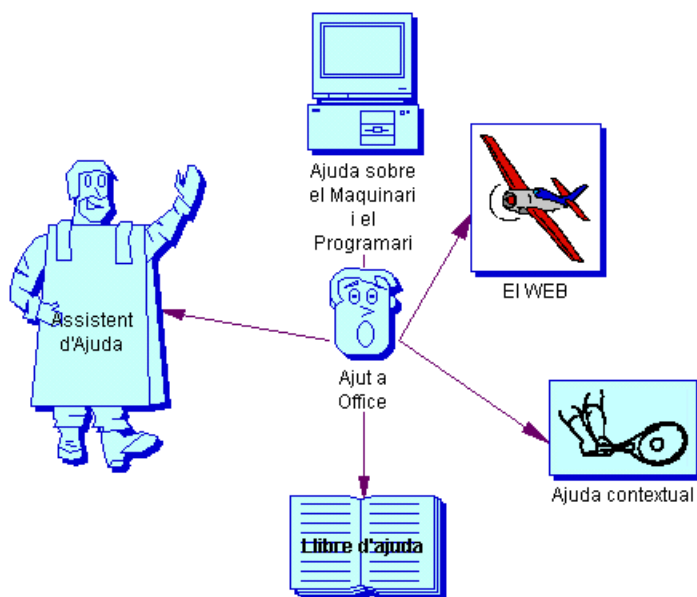 Ajuda sobre
el Maquinari
i el
Programari
El WEB
Assistent
d'Ajuda
Ajut a
Office
Ajuda contextual
Llibre d'ajuda